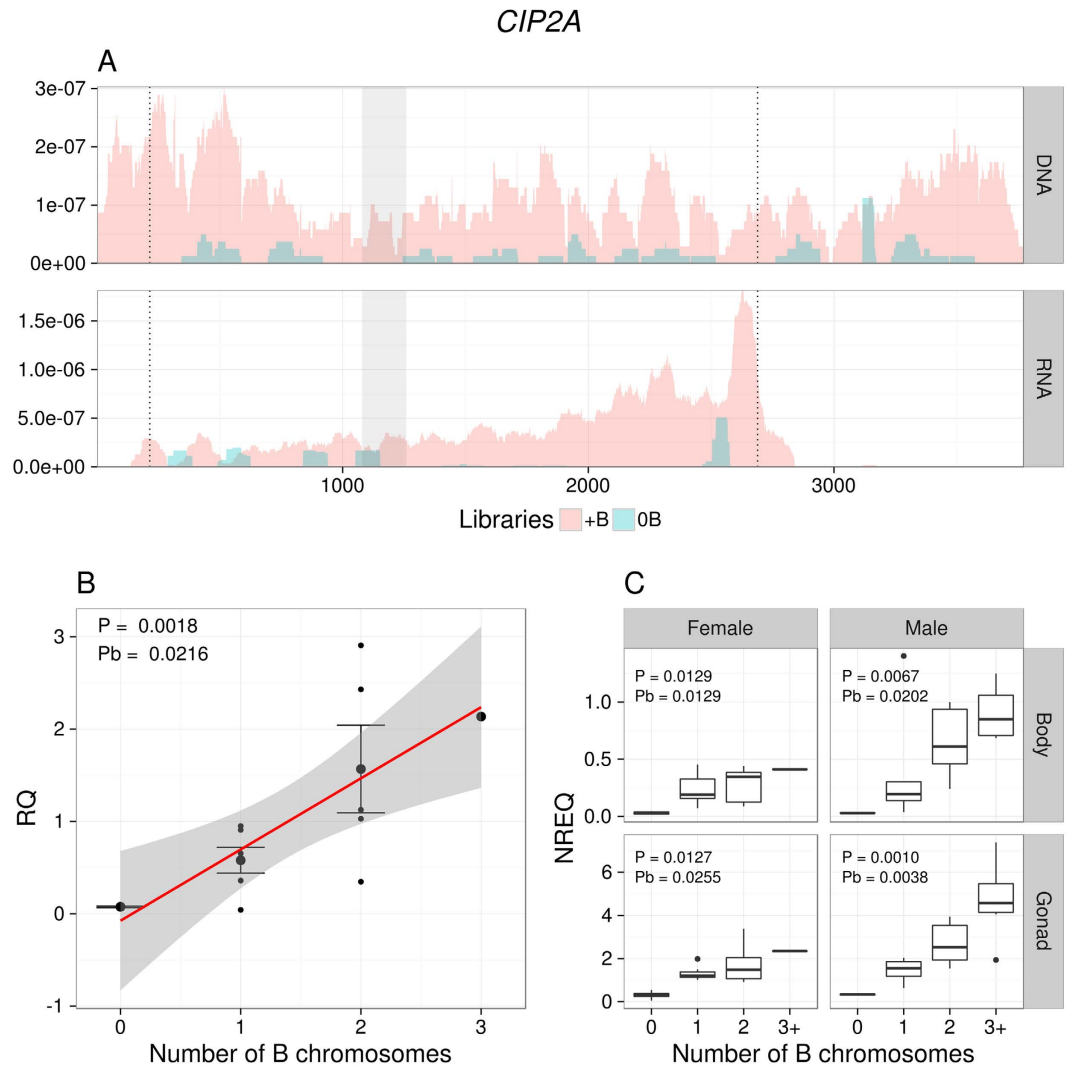 CIP2A
A
3e-07
2e-07
1e-07
0e+00
DNA
1.5e-06
1.0e-06
5.0e-07
0.0e+00
RNA
1000 2000 3000
Libraries +B 0B
B
P = 0.0018
Pb = 0.0216
3
2
1
0
-1
RQ
0 1 2 3
Number of B chromosomes
C
Female Male
P = 0.0129
Pb = 0.0129
P = 0.0067
Pb = 0.0202
1.0
0.5
0.0
Body
NREQ
P = 0.0127
Pb = 0.0255
P = 0.0010
Pb = 0.0038
6
4
2
0
Gonad
0 1 2 3+ 0 1 2 3+
Number of B chromosomes